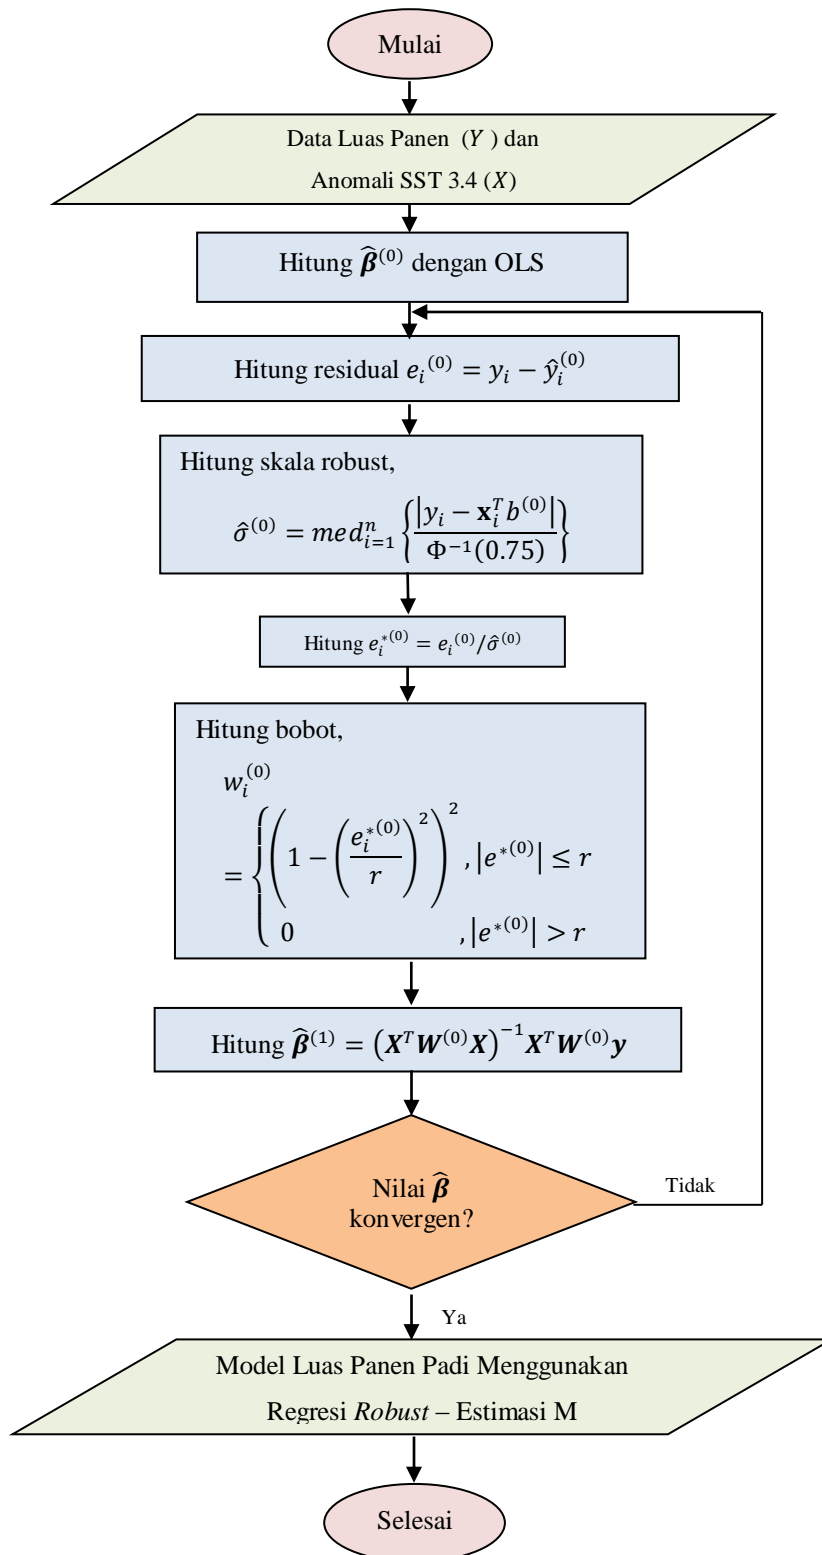 Mulai
Data Luas Panen (Y ) dan
Anomali SST 3.4 (X)
Hitung β̂⁽⁰⁾ dengan OLS
Hitung residual eᵢ⁽⁰⁾ = yᵢ − ŷᵢ⁽⁰⁾
Hitung skala robust,
σ̂⁽⁰⁾ = medⁿᵢ₌₁ {|yᵢ − xᵢᵀb⁽⁰⁾| / Φ⁻¹(0.75)}
Hitung eᵢ*⁽⁰⁾ = eᵢ⁽⁰⁾/σ̂⁽⁰⁾
Hitung bobot,
wᵢ⁽⁰⁾
= { (1 − (eᵢ*⁽⁰⁾ / r)²)² , |e*⁽⁰⁾| ≤ r
0 , |e*⁽⁰⁾| > r
Hitung β̂⁽¹⁾ = (XᵀW⁽⁰⁾X)⁻¹XᵀW⁽⁰⁾y
Nilai β̂
konvergen?
Tidak
Ya
Model Luas Panen Padi Menggunakan
Regresi Robust – Estimasi M
Selesai